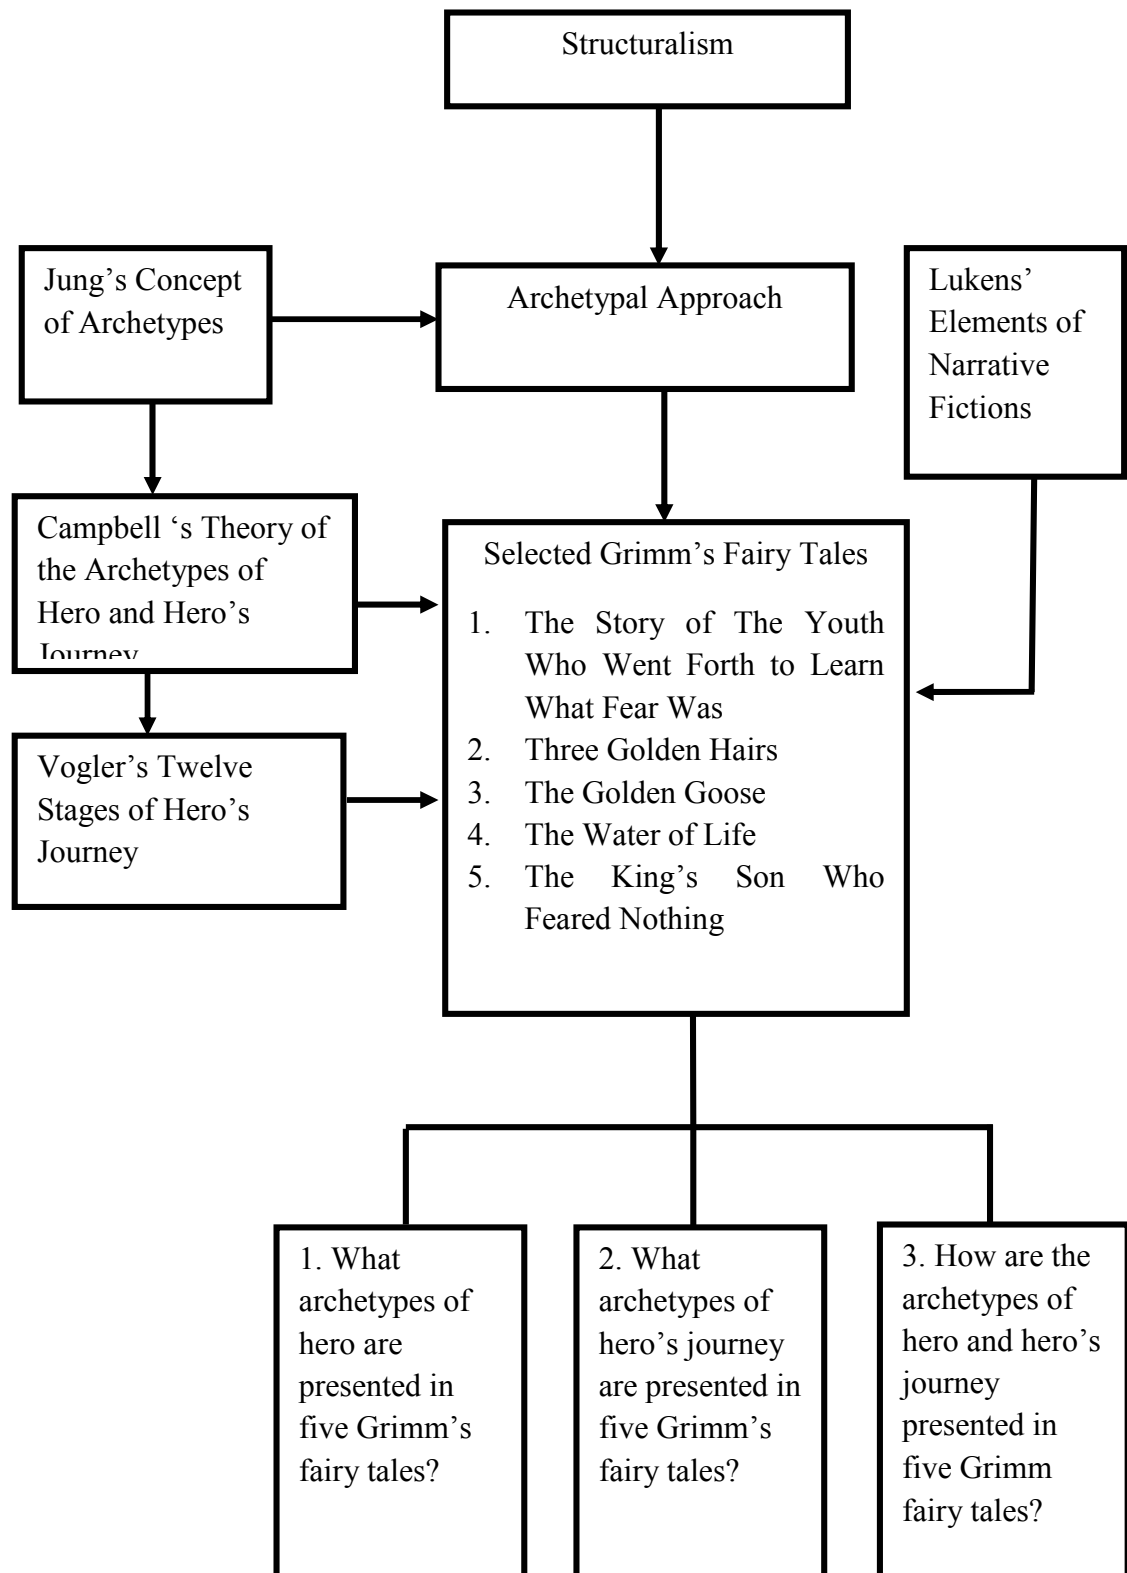 Structuralism
Jung’s Concept
of Archetypes
Archetypal Approach
Lukens’
Elements of
Narrative
Fictions
Campbell ‘s Theory of
the Archetypes of
Hero and Hero’s
Journey
Vogler’s Twelve
Stages of Hero’s
Journey
Selected Grimm’s Fairy Tales
1. The Story of The Youth
Who Went Forth to Learn
What Fear Was
2. Three Golden Hairs
3. The Golden Goose
4. The Water of Life
5. The King’s Son Who
Feared Nothing
1. What
archetypes of
hero are
presented in
five Grimm’s
fairy tales?
2. What
archetypes of
hero’s journey
are presented in
five Grimm’s
fairy tales?
3. How are the
archetypes of
hero and hero’s
journey
presented in
five Grimm
fairy tales?